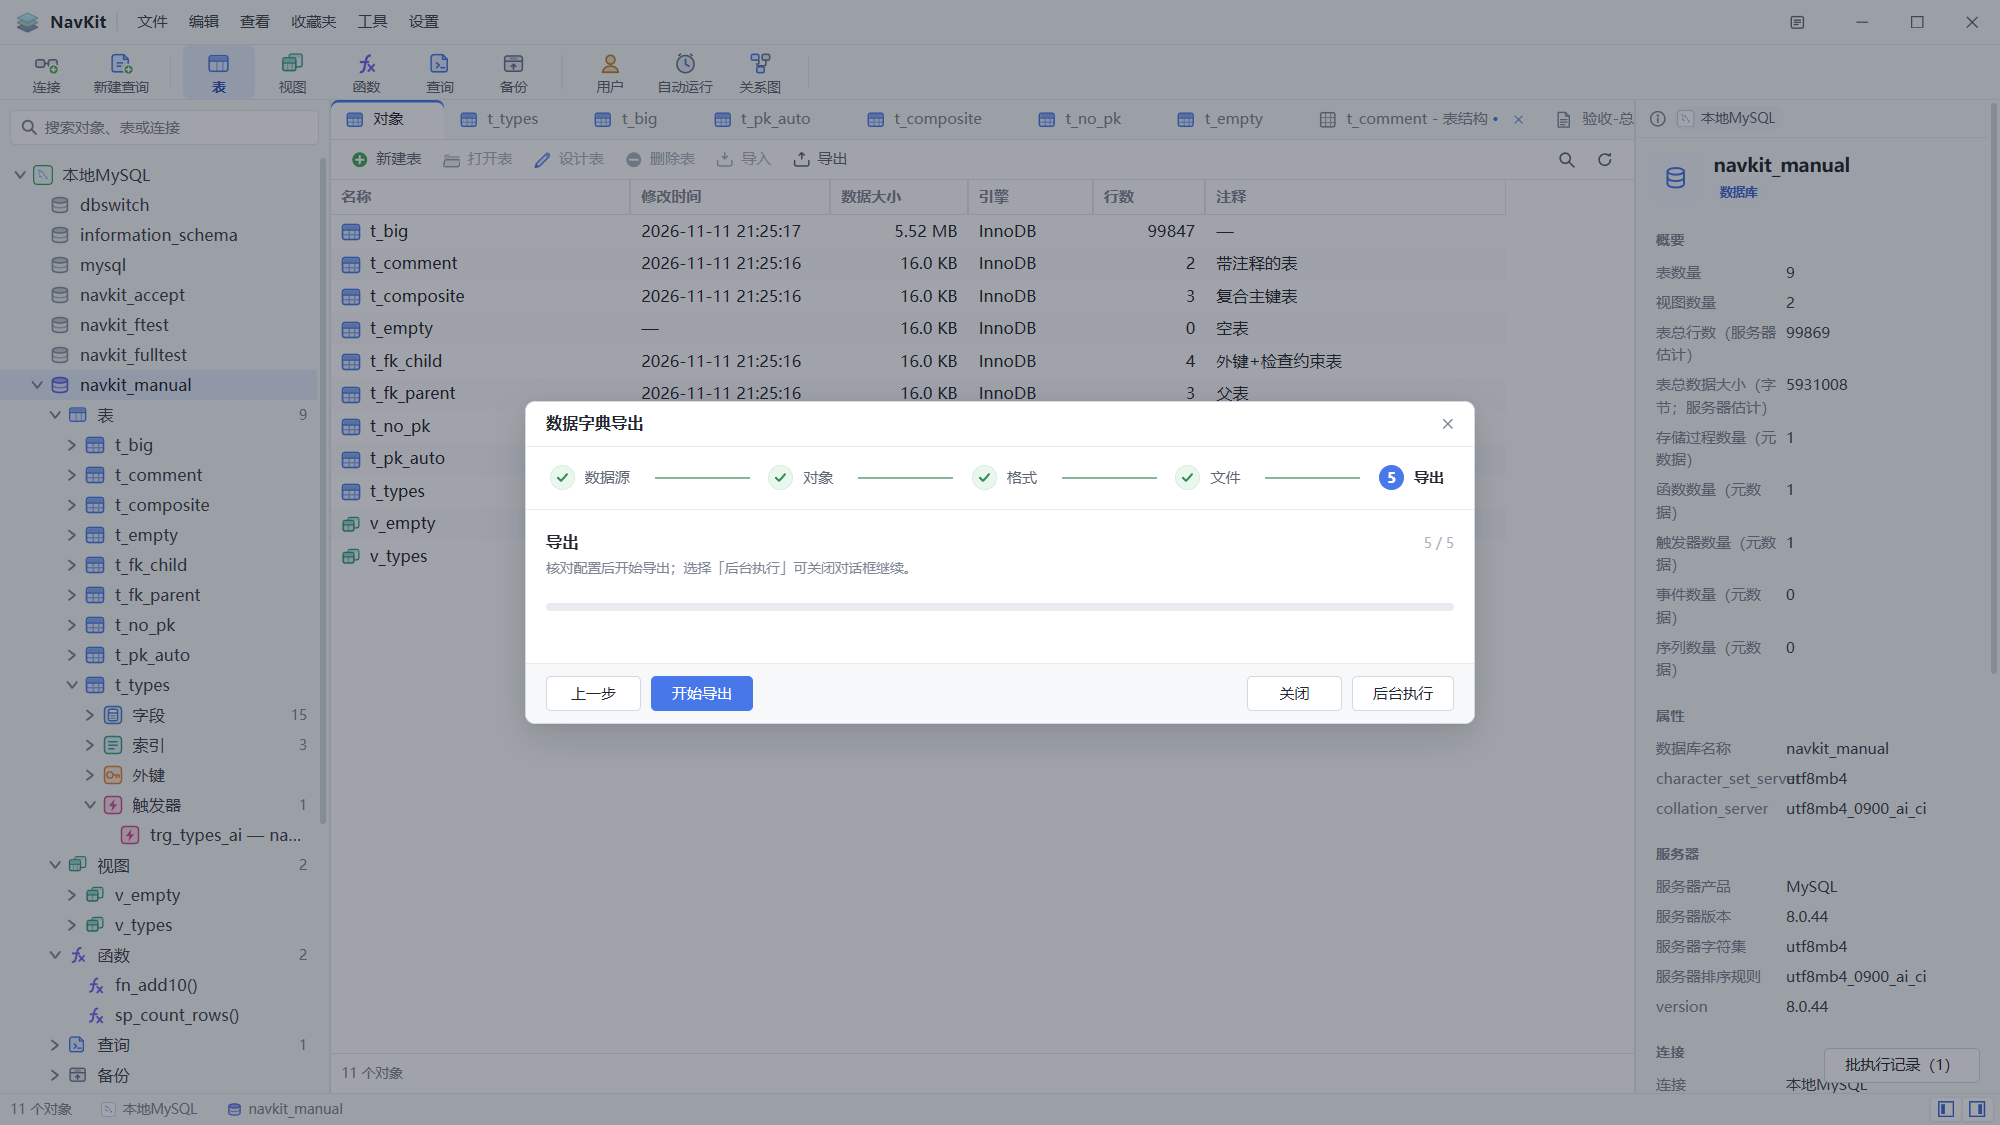 NavKit 文件 编辑 查看 收藏夹 工具 设置
连接 新建查询 表 视图 函数 查询 备份 用户 自动运行 关系图
搜索对象、表或连接
本地MySQL
dbswitch
information_schema
mysql
navkit_accept
navkit_ftest
navkit_fulltest
navkit_manual
表 9
t_big
t_comment
t_composite
t_empty
t_fk_child
t_fk_parent
t_no_pk
t_pk_auto
t_types
字段 15
索引 3
外键
触发器 1
trg_types_ai — na...
视图 2
v_empty
v_types
函数 2
fn_add10()
sp_count_rows()
查询 1
备份
对象 t_types t_big t_pk_auto t_composite t_no_pk t_empty t_comment - 表结构 • × 验收-总
新建表 打开表 设计表 删除表 导入 导出
名称 修改时间 数据大小 引擎 行数 注释
t_big 2026-11-11 21:25:17 5.52 MB InnoDB 99847 —
t_comment 2026-11-11 21:25:16 16.0 KB InnoDB 2 带注释的表
t_composite 2026-11-11 21:25:16 16.0 KB InnoDB 3 复合主键表
t_empty — 16.0 KB InnoDB 0 空表
t_fk_child 2026-11-11 21:25:16 16.0 KB InnoDB 4 外键+检查约束表
t_fk_parent 2026-11-11 21:25:16 16.0 KB InnoDB 3 父表
t_no_pk
t_pk_auto
t_types
v_empty
v_types
数据字典导出
数据源 对象 格式 文件 5 导出
导出 5 / 5
核对配置后开始导出；选择「后台执行」可关闭对话框继续。
上一步 开始导出 关闭 后台执行
11 个对象
本地MySQL
navkit_manual
数据库
概要
表数量 9
视图数量 2
表总行数（服务器 99869
估计）
表总数据大小（字 5931008
节；服务器估计）
存储过程数量（元 1
数据）
函数数量（元数 1
据）
触发器数量（元数 1
据）
事件数量（元数 0
据）
序列数量（元数 0
据）
属性
数据库名称 navkit_manual
character_set_serv utf8mb4
collation_server utf8mb4_0900_ai_ci
服务器
服务器产品 MySQL
服务器版本 8.0.44
服务器字符集 utf8mb4
服务器排序规则 utf8mb4_0900_ai_ci
version 8.0.44
连接
批执行记录（1）
连接 本地MySQL
11 个对象 本地MySQL navkit_manual